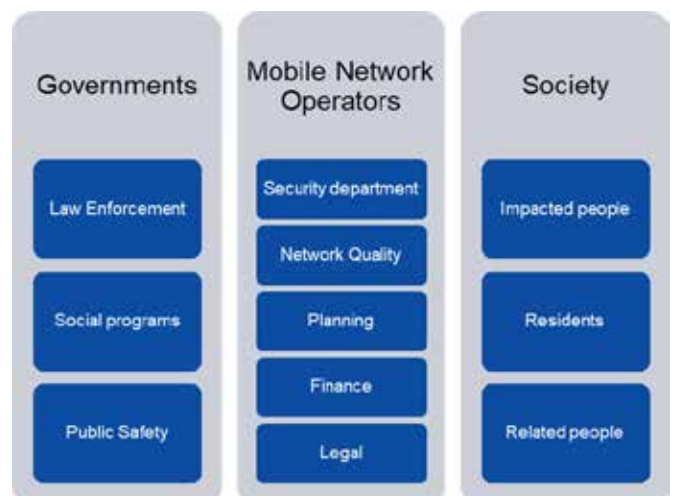 Governments
Law Enforcement
Social programs
Public Safety
Mobile Network
Operators
Security department
Network Quality
Planning
Finance
Legal
Society
Impacted people
Residents
Related people